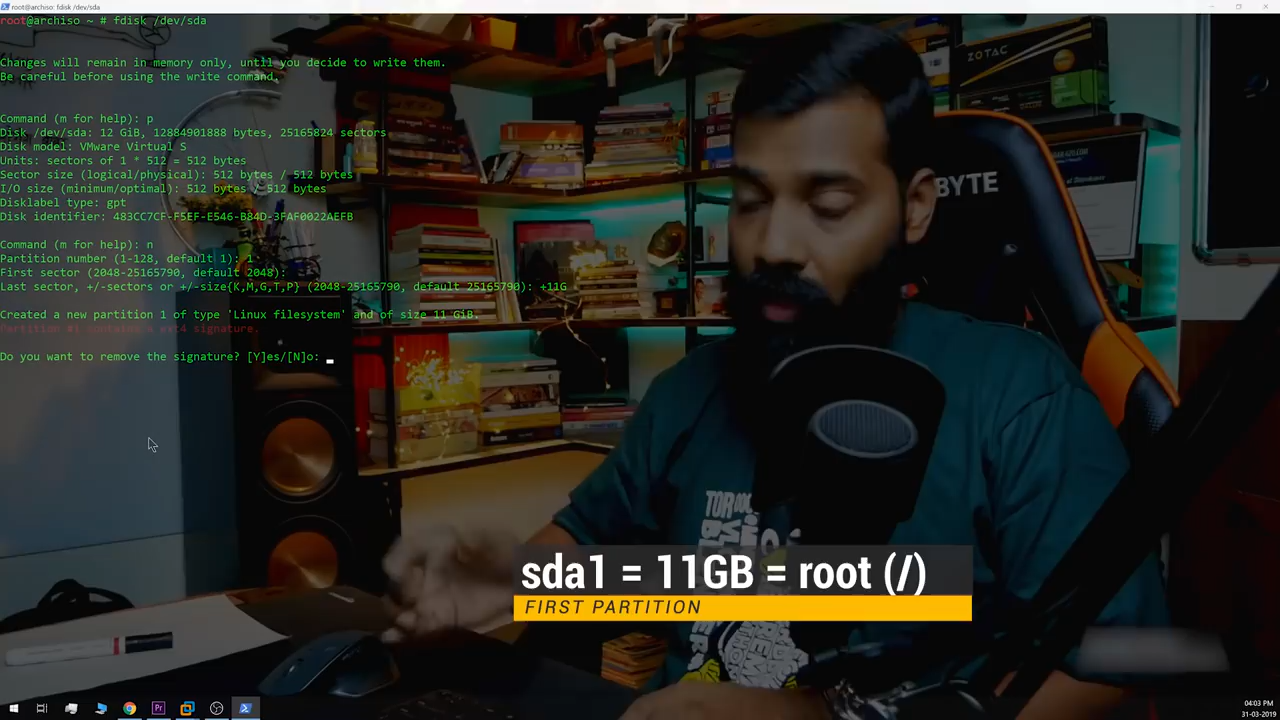 root@archiso: fdisk /dev/sda
root@archiso ~ # fdisk /dev/sda
Changes will remain in memory only, until you decide to write them.
Be careful before using the write command.
Command (m for help): p
Disk /dev/sda: 12 GiB, 12884901888 bytes, 25165824 sectors
Disk model: VMware Virtual S
Units: sectors of 1 * 512 = 512 bytes
Sector size (logical/physical): 512 bytes / 512 bytes
I/O size (minimum/optimal): 512 bytes / 512 bytes
Disklabel type: gpt
Disk identifier: 483CC7CF-F5EF-E546-B84D-3FAF0022AEFB
Command (m for help): n
Partition number (1-128, default 1): 1
First sector (2048-25165790, default 2048):
Last sector, +/-sectors or +/-size{K,M,G,T,P} (2048-25165790, default 25165790): +11G
Created a new partition 1 of type 'Linux filesystem' and of size 11 GiB.
Partition #1 contains a ext4 signature.
Do you want to remove the signature? [Y]es/[N]o:
ZOTAC
BYTE
sda1 = 11GB = root (/)
FIRST PARTITION
Pr
04:03 PM
31-03-2019